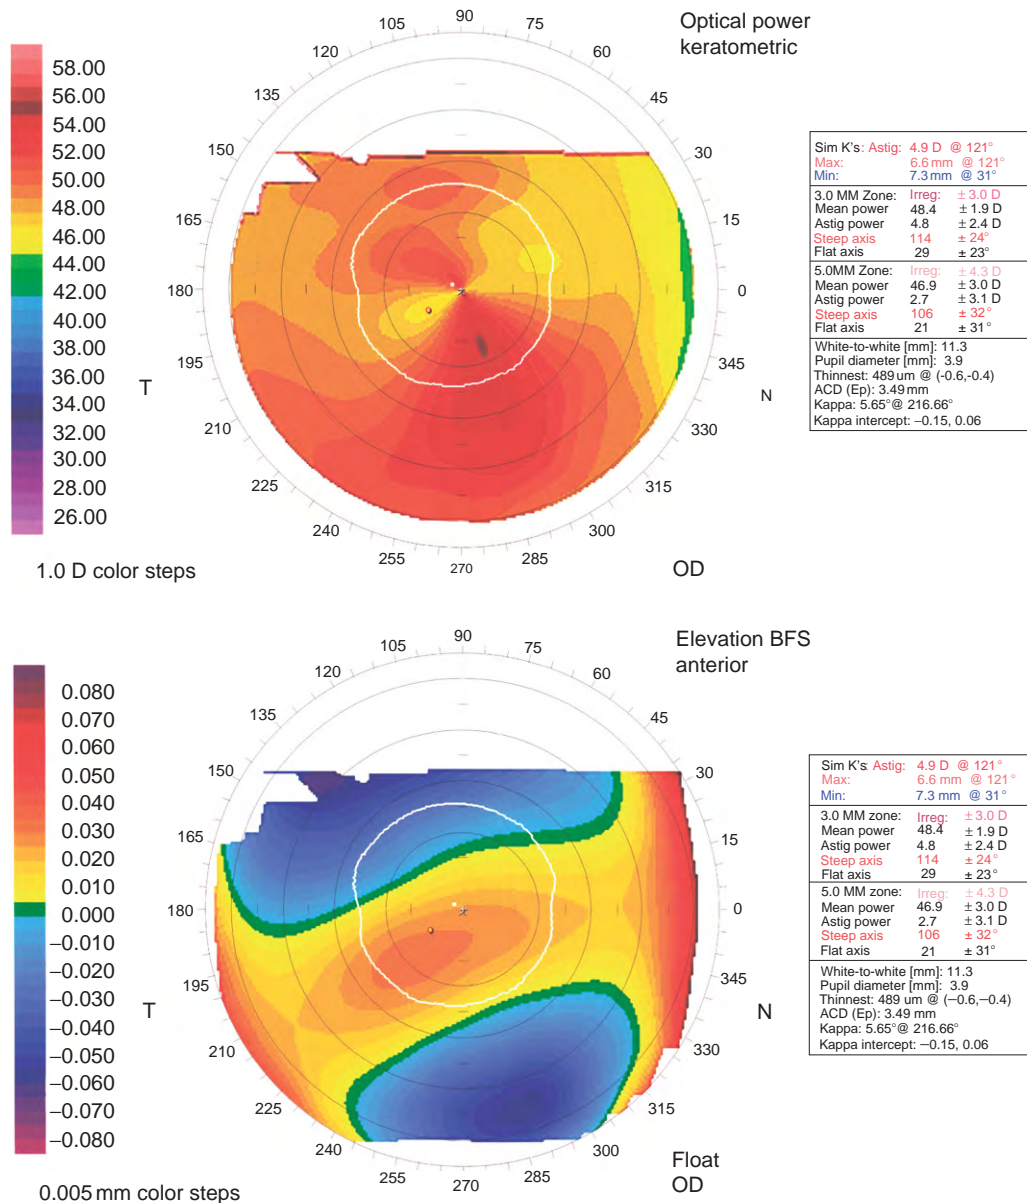 Optical power
keratometric
58.00
56.00
54.00
52.00
50.00
48.00
46.00
44.00
42.00
40.00
38.00
36.00
34.00
32.00
30.00
28.00
26.00
1.0 D color steps
90
105
75
120
60
135
45
150
30
165
15
180
0
195
345
T
N
210
330
225
315
240
300
255
285
270
OD
Sim K's: Astig: 4.9 D @ 121°
Max: 6.6 mm @ 121°
Min: 7.3 mm @ 31°
3.0 MM Zone: Irreg: ± 3.0 D
Mean power 48.4 ± 1.9 D
Astig power 4.8 ± 2.4 D
Steep axis 114 ± 24°
Flat axis 29 ± 23°
5.0MM Zone: Irreg: ± 4.3 D
Mean power 46.9 ± 3.0 D
Astig power 2.7 ± 3.1 D
Steep axis 106 ± 32°
Flat axis 21 ± 31°
White-to-white [mm]: 11.3
Pupil diameter [mm]: 3.9
Thinnest: 489 um @ (-0.6,-0.4)
ACD (Ep): 3.49 mm
Kappa: 5.65°@ 216.66°
Kappa intercept: –0.15, 0.06
Elevation BFS
anterior
0.080
0.070
0.060
0.050
0.040
0.030
0.020
0.010
0.000
–0.010
–0.020
–0.030
–0.040
–0.050
–0.060
–0.070
–0.080
0.005 mm color steps
90
105
75
120
60
135
45
150
30
165
15
180
0
195
345
T
N
210
330
225
315
240
300
255
285
270
Float
OD
Sim K's: Astig: 4.9 D @ 121°
Max: 6.6 mm @ 121°
Min: 7.3 mm @ 31°
3.0 MM zone: Irreg: ± 3.0 D
Mean power 48.4 ± 1.9 D
Astig power 4.8 ± 2.4 D
Steep axis 114 ± 24°
Flat axis 29 ± 23°
5.0 MM zone: Irreg: ± 4.3 D
Mean power 46.9 ± 3.0 D
Astig power 2.7 ± 3.1 D
Steep axis 106 ± 32°
Flat axis 21 ± 31°
White-to-white [mm]: 11.3
Pupil diameter [mm]: 3.9
Thinnest: 489 um @ (–0.6,–0.4)
ACD (Ep): 3.49 mm
Kappa: 5.65°@ 216.66°
Kappa intercept: –0.15, 0.06